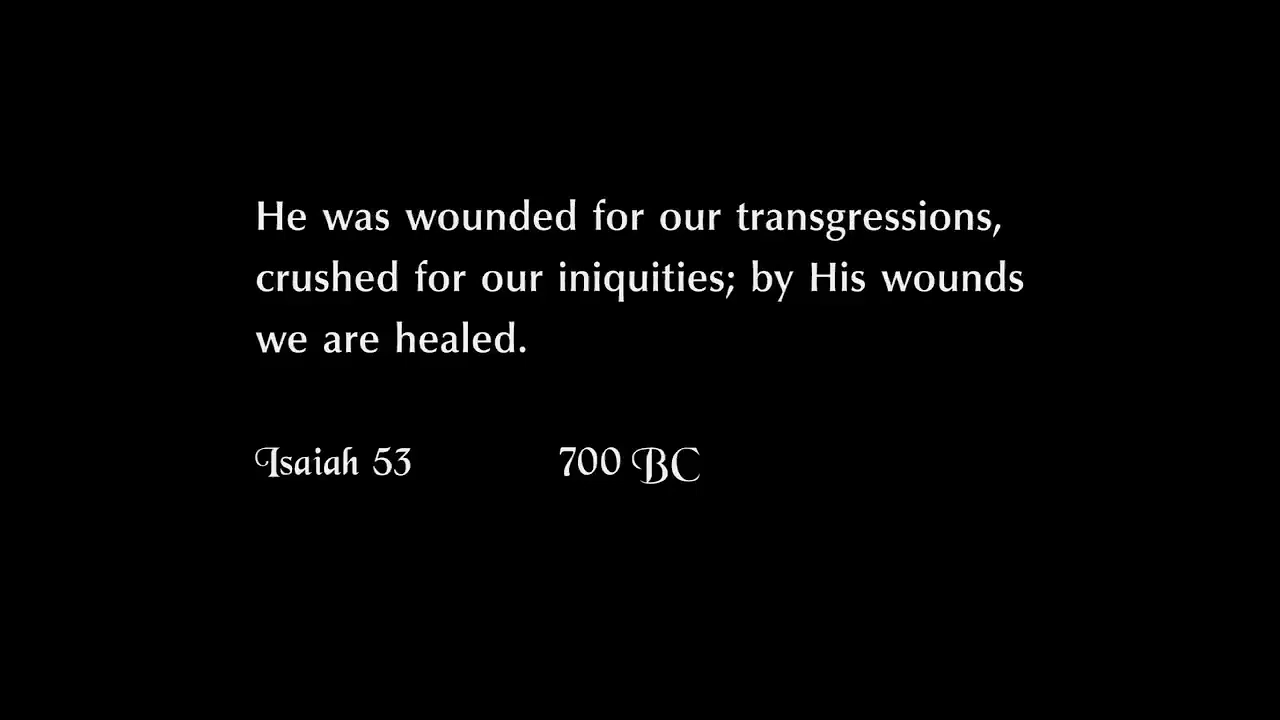 He was wounded for our transgressions,
crushed for our iniquities; by His wounds
we are healed.
Isaiah 53 700 BC